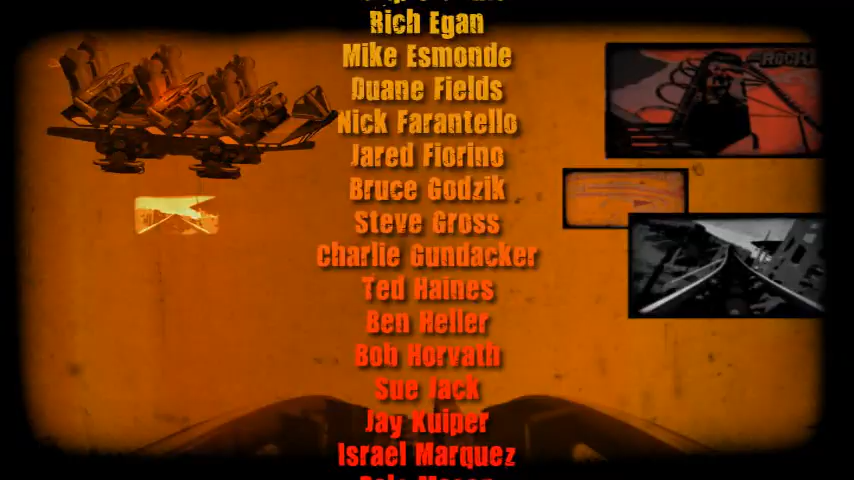 Rich Egan
Mike Esmonde
Duane Fields
Nick Farantello
Jared Fiorino
Bruce Godzik
Steve Gross
Charlie Gundacker
Ted Haines
Ben Heller
Bob Horvath
Sue Jack
Jay Kuiper
Israel Marquez